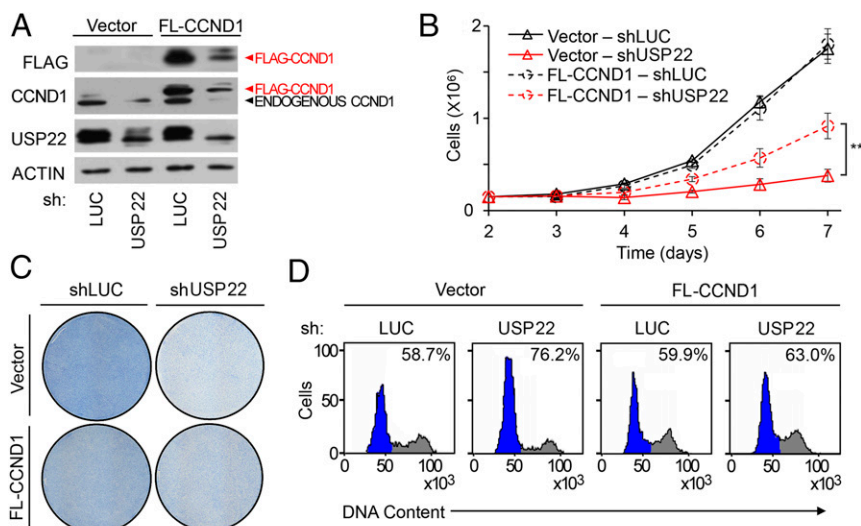 A
Vector
FL-CCND1
FLAG
FLAG-CCND1
CCND1
FLAG-CCND1
ENDOGENOUS CCND1
USP22
ACTIN
sh:
LUC
USP22
LUC
USP22
B
Cells (X10⁶)
2
1
0
2 3 4 5 6 7
Time (days)
Vector – shLUC
Vector – shUSP22
FL-CCND1 – shLUC
FL-CCND1 – shUSP22
**
C
shLUC shUSP22
Vector
FL-CCND1
D
Vector FL-CCND1
sh: LUC USP22 LUC USP22
Cells
100
50
0
58.7% 76.2% 59.9% 63.0%
0 50 100 0 50 100 0 50 100 0 50 100
x10³ x10³ x10³ x10³
DNA Content